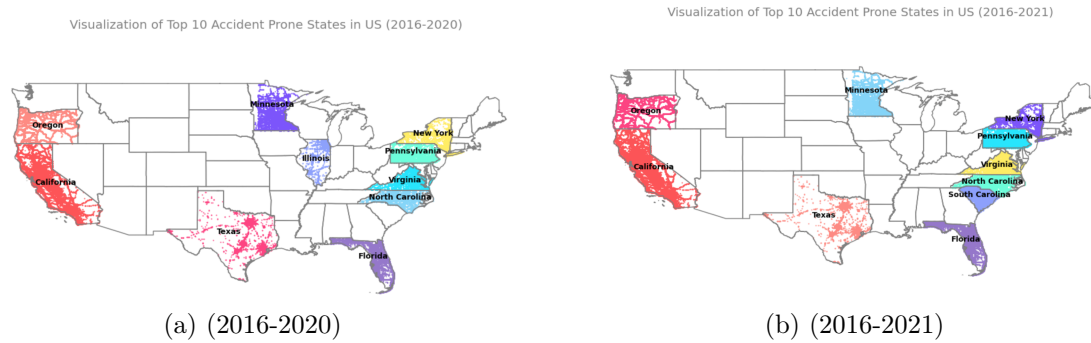 Visualization of Top 10 Accident Prone States in US (2016-2020)
Minnesota
Oregon
New York
Pennsylvania
Illinois
California
Virginia
North Carolina
Texas
Florida
(a) (2016-2020)
Visualization of Top 10 Accident Prone States in US (2016-2021)
Minnesota
Oregon
New York
Pennsylvania
Virginia
California
North Carolina
South Carolina
Texas
Florida
(b) (2016-2021)